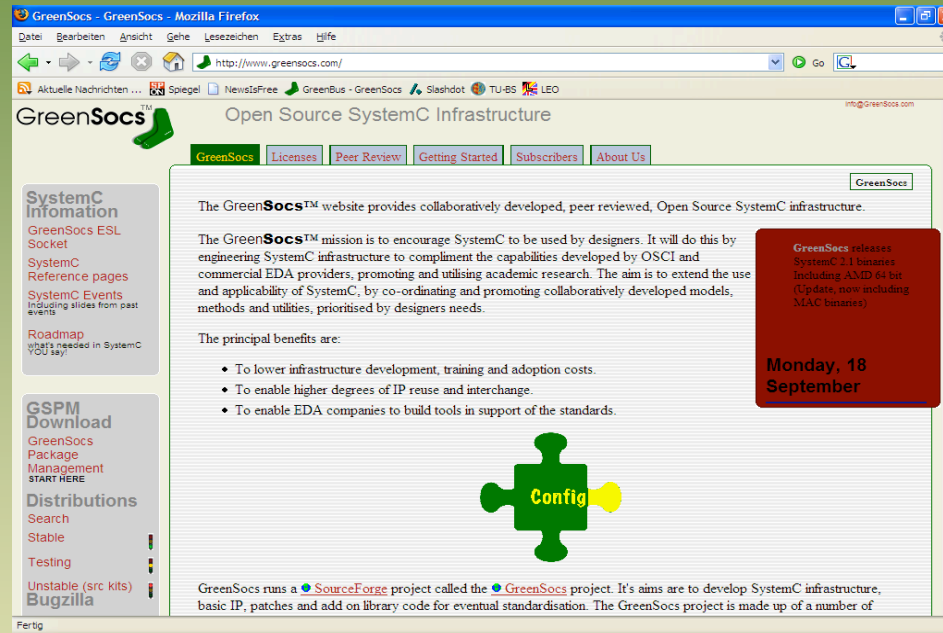 GreenSocs - GreenSocs - Mozilla Firefox
Datei Bearbeiten Ansicht Gehe Lesezeichen Extras Hilfe
http://www.greensocs.com/ Go G
Aktuelle Nachrichten ... Spiegel NewsIsFree GreenBus - GreenSocs Slashdot TU-BS LEO
GreenSocs™
Open Source SystemC Infrastructure
info@GreenSocs.com
GreenSocs Licenses Peer Review Getting Started Subscribers About Us
GreenSocs
SystemC
Infomation
GreenSocs ESL
Socket
SystemC
Reference pages
SystemC Events
Including slides from past
events
Roadmap
what's needed in SystemC
YOU say!
GSPM
Download
GreenSocs
Package
Management
START HERE
Distributions
Search
Stable
Testing
Unstable (src kits)
Bugzilla
The GreenSocs™ website provides collaboratively developed, peer reviewed, Open Source SystemC infrastructure.
The GreenSocs™ mission is to encourage SystemC to be used by designers. It will do this by
engineering SystemC infrastructure to compliment the capabilities developed by OSCI and
commercial EDA providers, promoting and utilising academic research. The aim is to extend the use
and applicability of SystemC, by co-ordinating and promoting collaboratively developed models,
methods and utilities, prioritised by designers needs.
The principal benefits are:
• To lower infrastructure development, training and adoption costs.
• To enable higher degrees of IP reuse and interchange.
• To enable EDA companies to build tools in support of the standards.
GreenSocs releases
SystemC 2.1 binaries
Including AMD 64 bit
(Update, now including
MAC binaries)
Monday, 18
September
Config
GreenSocs runs a SourceForge project called the GreenSocs project. It's aims are to develop SystemC infrastructure,
basic IP, patches and add on library code for eventual standardisation. The GreenSocs project is made up of a number of
Fertig